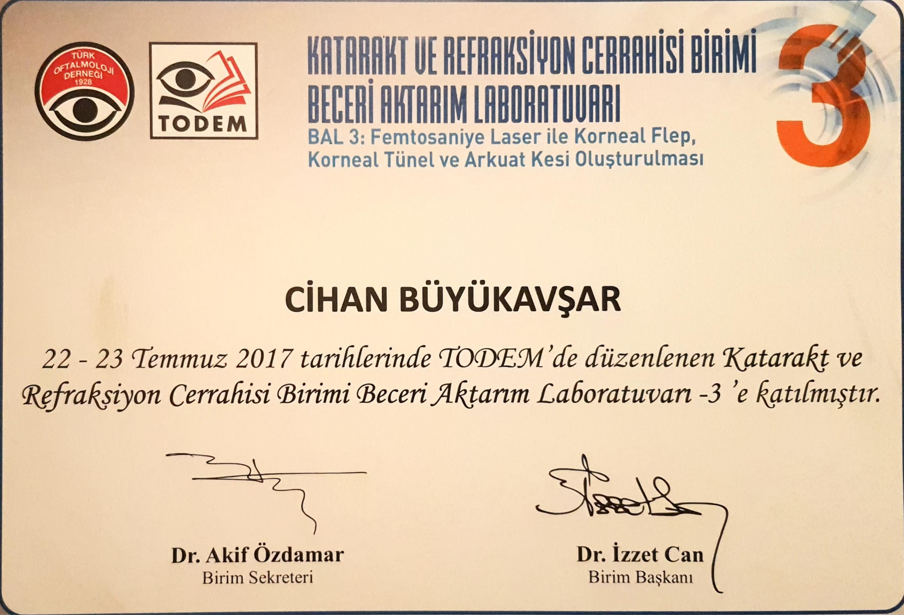 TÜRK
OFTALMOLOJİ
DERNEĞİ
1928
TODEM
KATARAKT VE REFRAKSİYON CERRAHİSİ BİRİMİ
BECERİ AKTARIM LABORATUVARI
BAL 3: Femtosaniye Laser ile Korneal Flep,
Korneal Tünel ve Arkuat Kesi Oluşturulması
3
CİHAN BÜYÜKAVŞAR
22 - 23 Temmuz 2017 tarihlerinde TODEM'de düzenlenen Katarakt ve
Refraksiyon Cerrahisi Birimi Beceri Aktarım Laboratuvarı -3 'e katılmıştır.
Dr. Akif Özdamar
Birim Sekreteri
Dr. İzzet Can
Birim Başkanı